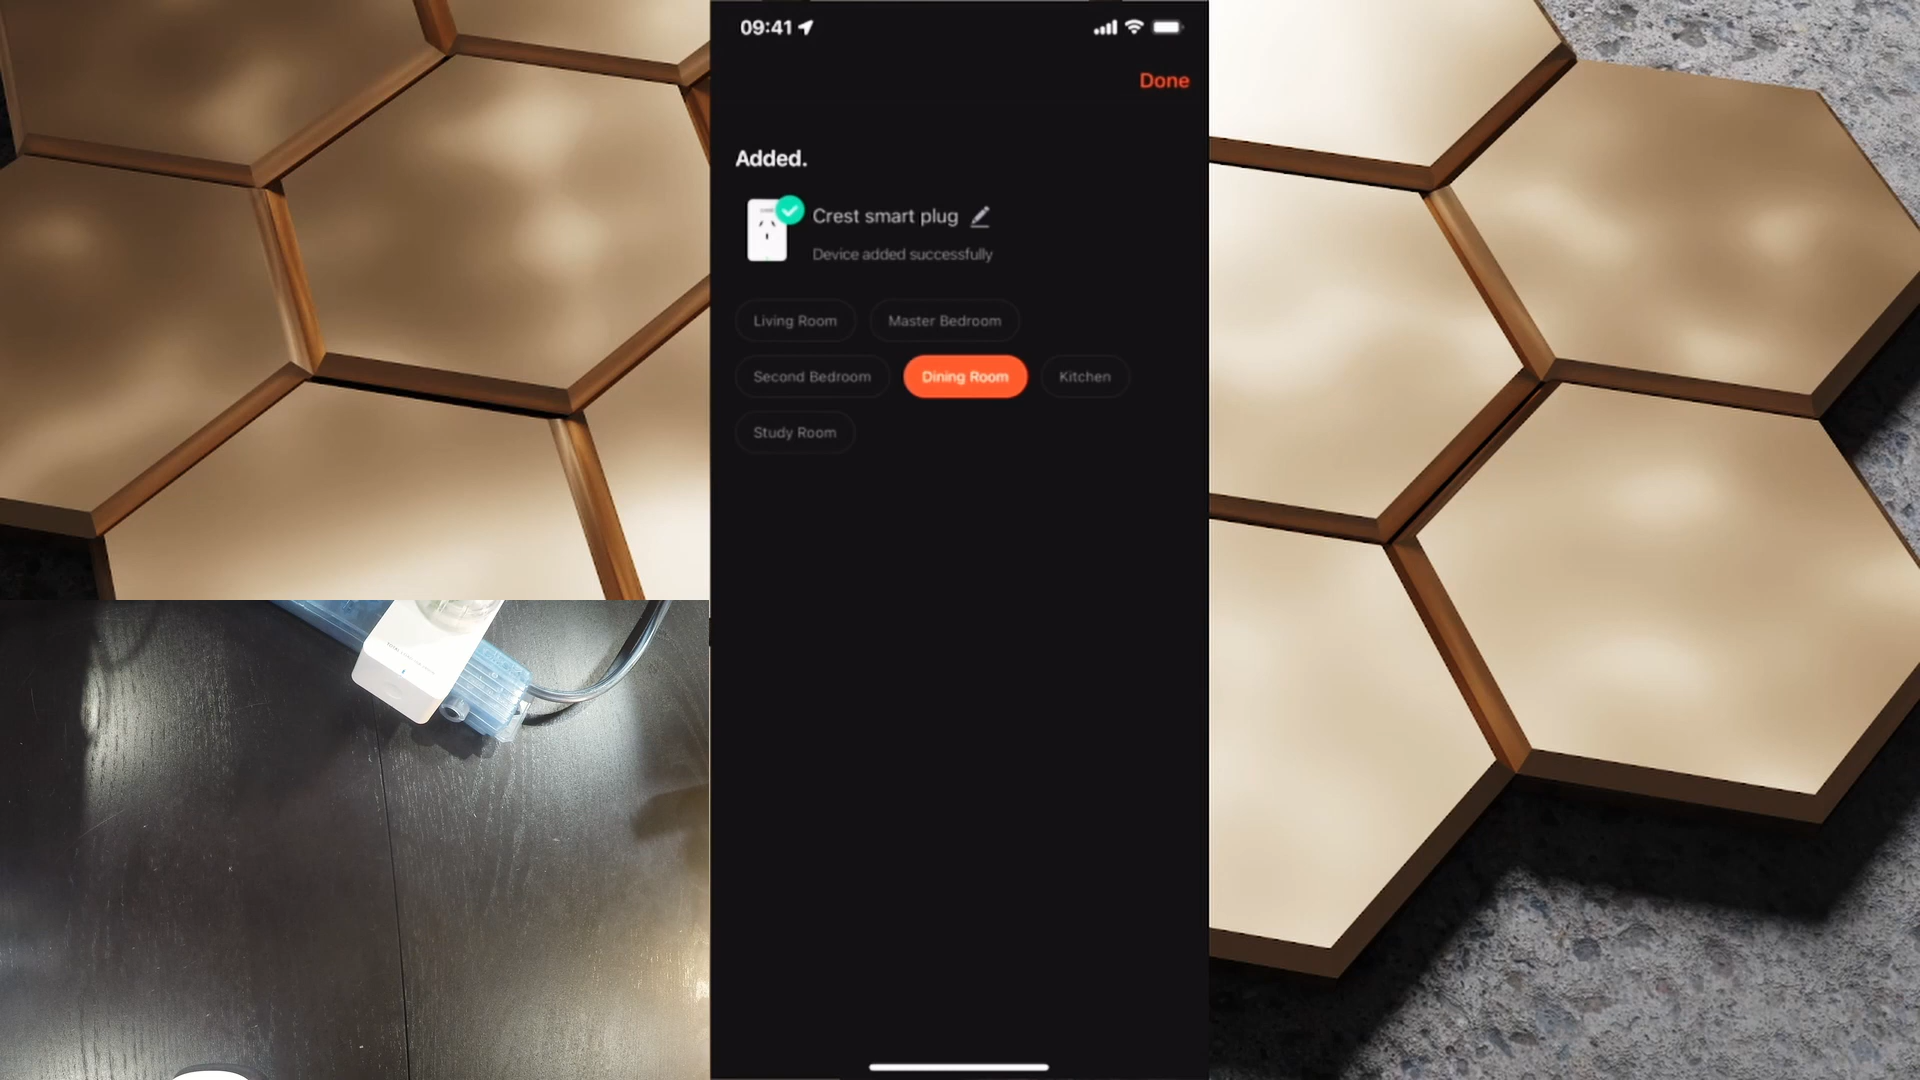 09:41
Done
Added.
Crest smart plug
Device added successfully
Living Room
Master Bedroom
Second Bedroom
Dining Room
Kitchen
Study Room